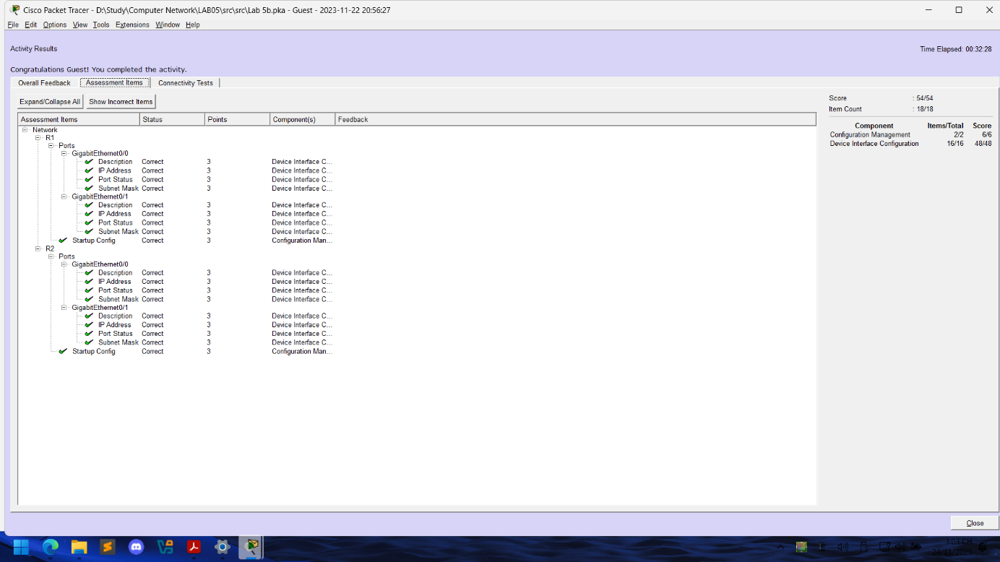 Cisco Packet Tracer - D:\Study\Computer Network\LAB05\src\src\Lab 5b.pka - Guest - 2023-11-22 20:56:27
File Edit Options View Tools Extensions Window Help
Activity Results
Time Elapsed: 00:32:28
Congratulations Guest! You completed the activity.
Overall Feedback Assessment Items Connectivity Tests
Expand/Collapse All Show Incorrect Items
Assessment Items Status Points Component(s) Feedback
Network
R1
Ports
GigabitEthernet0/0
Description Correct 3 Device Interface C...
IP Address Correct 3 Device Interface C...
Port Status Correct 3 Device Interface C...
Subnet Mask Correct 3 Device Interface C...
GigabitEthernet0/1
Description Correct 3 Device Interface C...
IP Address Correct 3 Device Interface C...
Port Status Correct 3 Device Interface C...
Subnet Mask Correct 3 Device Interface C...
Startup Config Correct 3 Configuration Man...
R2
Ports
GigabitEthernet0/0
Description Correct 3 Device Interface C...
IP Address Correct 3 Device Interface C...
Port Status Correct 3 Device Interface C...
Subnet Mask Correct 3 Device Interface C...
GigabitEthernet0/1
Description Correct 3 Device Interface C...
IP Address Correct 3 Device Interface C...
Port Status Correct 3 Device Interface C...
Subnet Mask Correct 3 Device Interface C...
Startup Config Correct 3 Configuration Man...
Score : 54/54
Item Count : 18/18
Component Items/Total Score
Configuration Management 2/2 6/6
Device Interface Configuration 16/16 48/48
Close
3:03 CH
24/11/2023